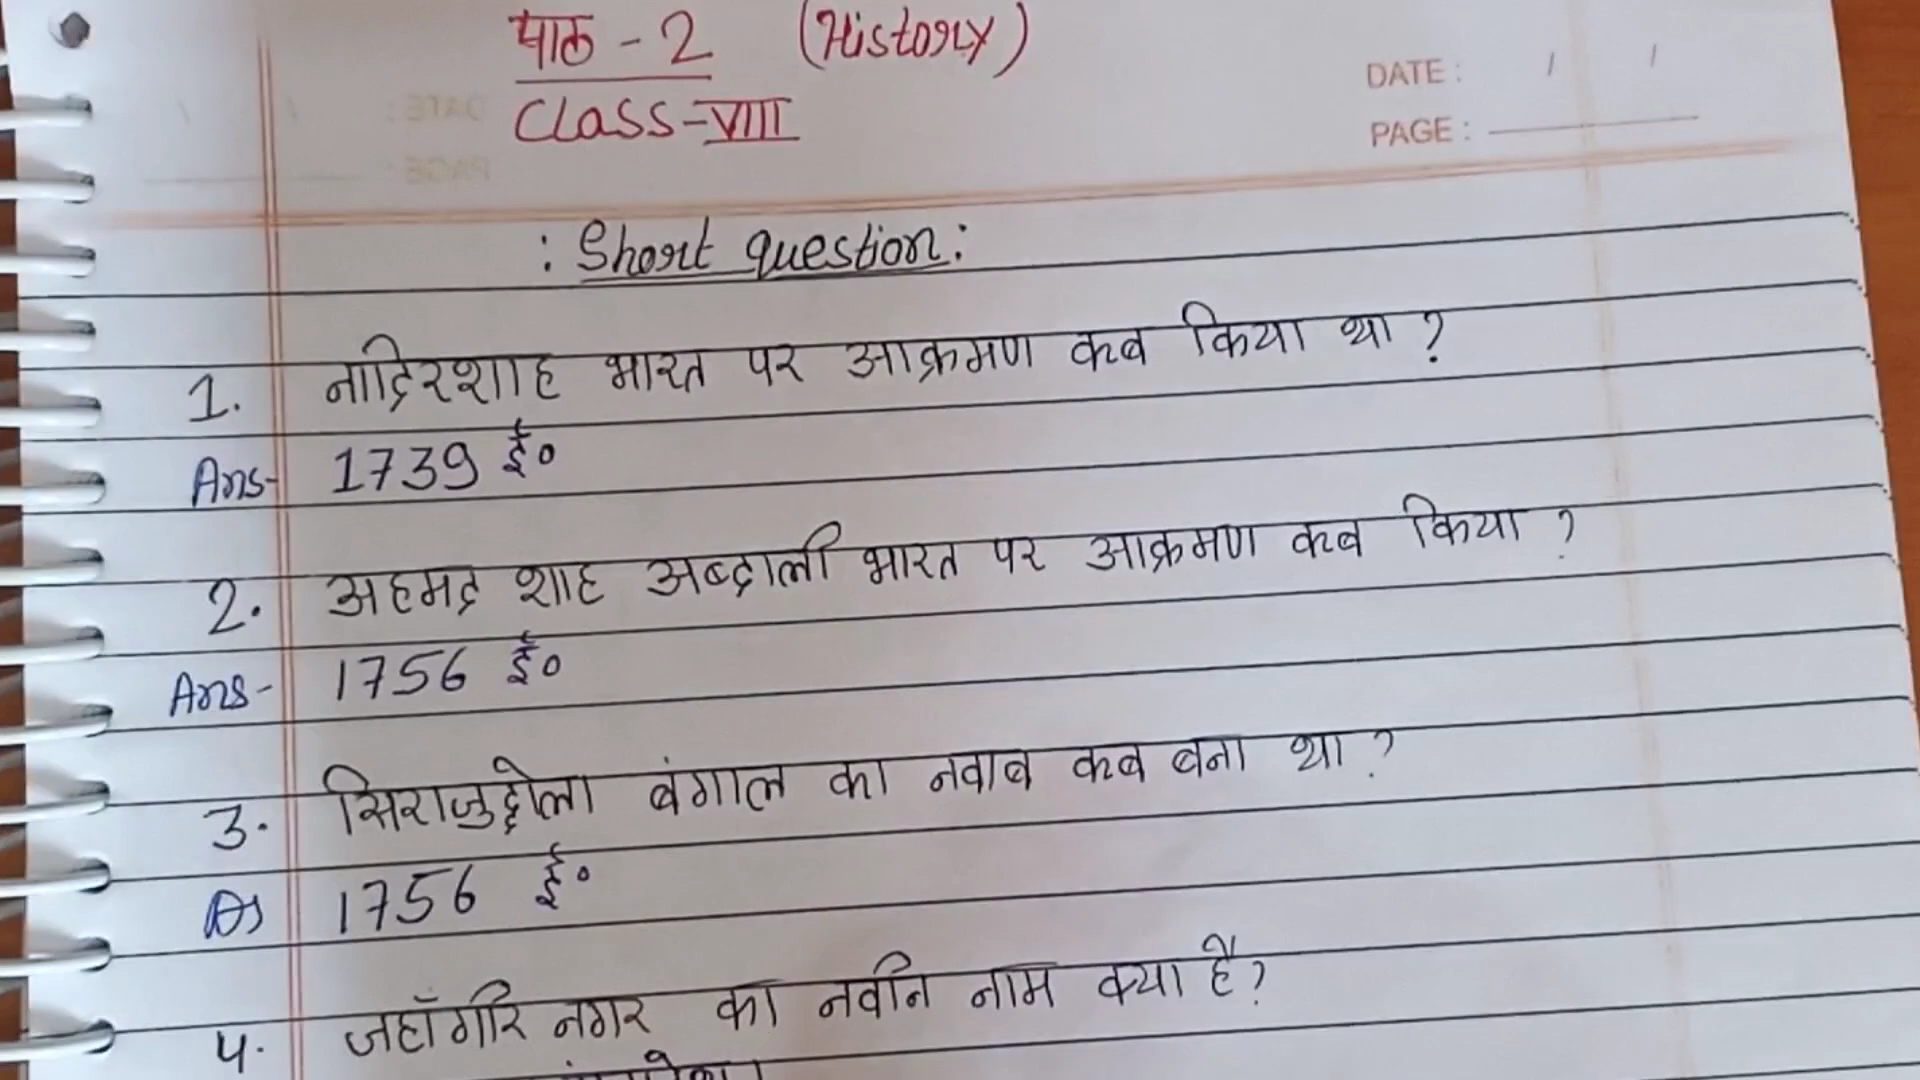 पाठ - 2 (History)
Class-VIII
DATE : / /
PAGE :
: Short question:
1. नादिरशाह भारत पर आक्रमण कब किया था ?
Ans- 1739 ई०
2. अहमद शाह अब्दाली भारत पर आक्रमण कब किया ?
Ans- 1756 ई०
3. सिराजुद्दोला बंगाल का नवाब कब बना था ?
1756 ई०
4. जहाँगीर नगर का नवीन नाम क्या है ?